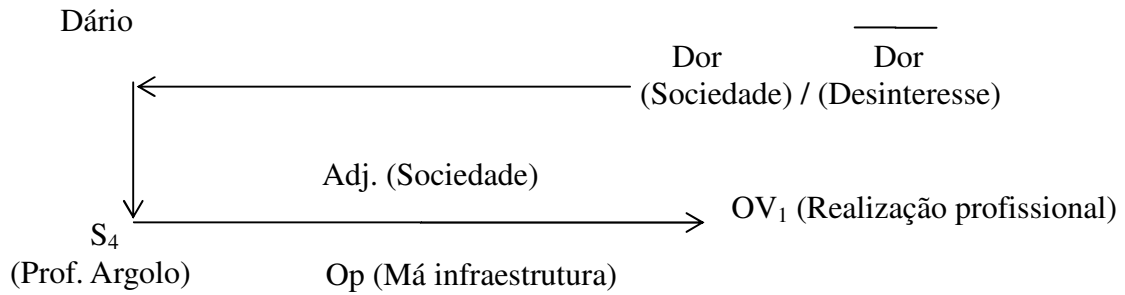 Dário
Dor Dor
(Sociedade) / (Desinteresse)
Adj. (Sociedade)
OV₁ (Realização profissional)
S₄
(Prof. Argolo) Op (Má infraestrutura)